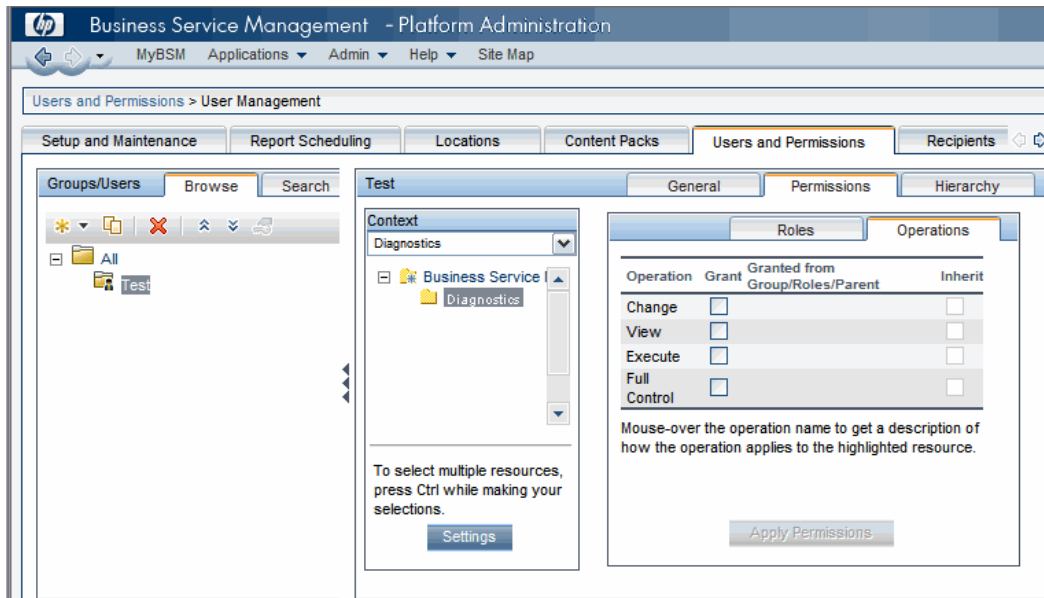 hp Business Service Management - Platform Administration
MyBSM Applications Admin Help Site Map
Users and Permissions > User Management
Setup and Maintenance Report Scheduling Locations Content Packs Users and Permissions Recipients
Groups/Users Browse Search
Test General Permissions Hierarchy
All
Test
Context
Diagnostics
Business Service
Diagnostics
To select multiple resources,
press Ctrl while making your
selections.
Settings
Roles Operations
Operation Grant Granted from Group/Roles/Parent Inherit
Change
View
Execute
Full
Control
Mouse-over the operation name to get a description of
how the operation applies to the highlighted resource.
Apply Permissions